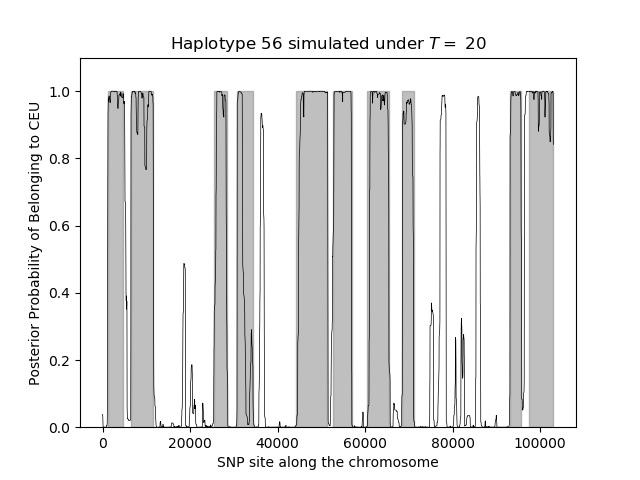 Haplotype 56 simulated under T = 20
Posterior Probability of Belonging to CEU
1.0
0.8
0.6
0.4
0.2
0.0
0 20000 40000 60000 80000 100000
SNP site along the chromosome